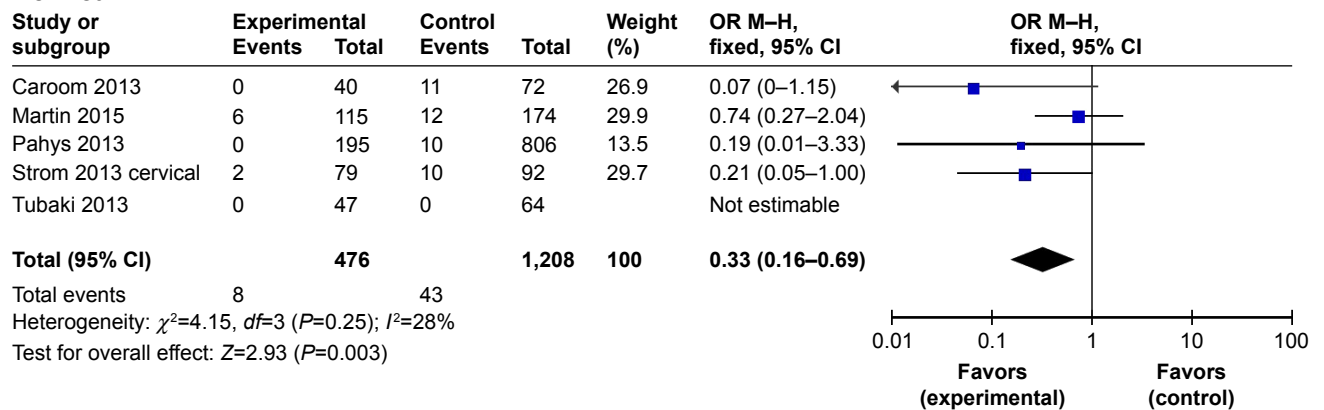 Study or subgroup Experimental Events Total Control Events Total Weight (%) OR M–H, fixed, 95% CI OR M–H, fixed, 95% CI
Caroom 2013 0 40 11 72 26.9 0.07 (0–1.15)
Martin 2015 6 115 12 174 29.9 0.74 (0.27–2.04)
Pahys 2013 0 195 10 806 13.5 0.19 (0.01–3.33)
Strom 2013 cervical 2 79 10 92 29.7 0.21 (0.05–1.00)
Tubaki 2013 0 47 0 64 Not estimable
Total (95% CI) 476 1,208 100 0.33 (0.16–0.69)
Total events 8 43
Heterogeneity: χ²=4.15, df=3 (P=0.25); I²=28%
Test for overall effect: Z=2.93 (P=0.003)
0.01 0.1 1 10 100
Favors (experimental) Favors (control)